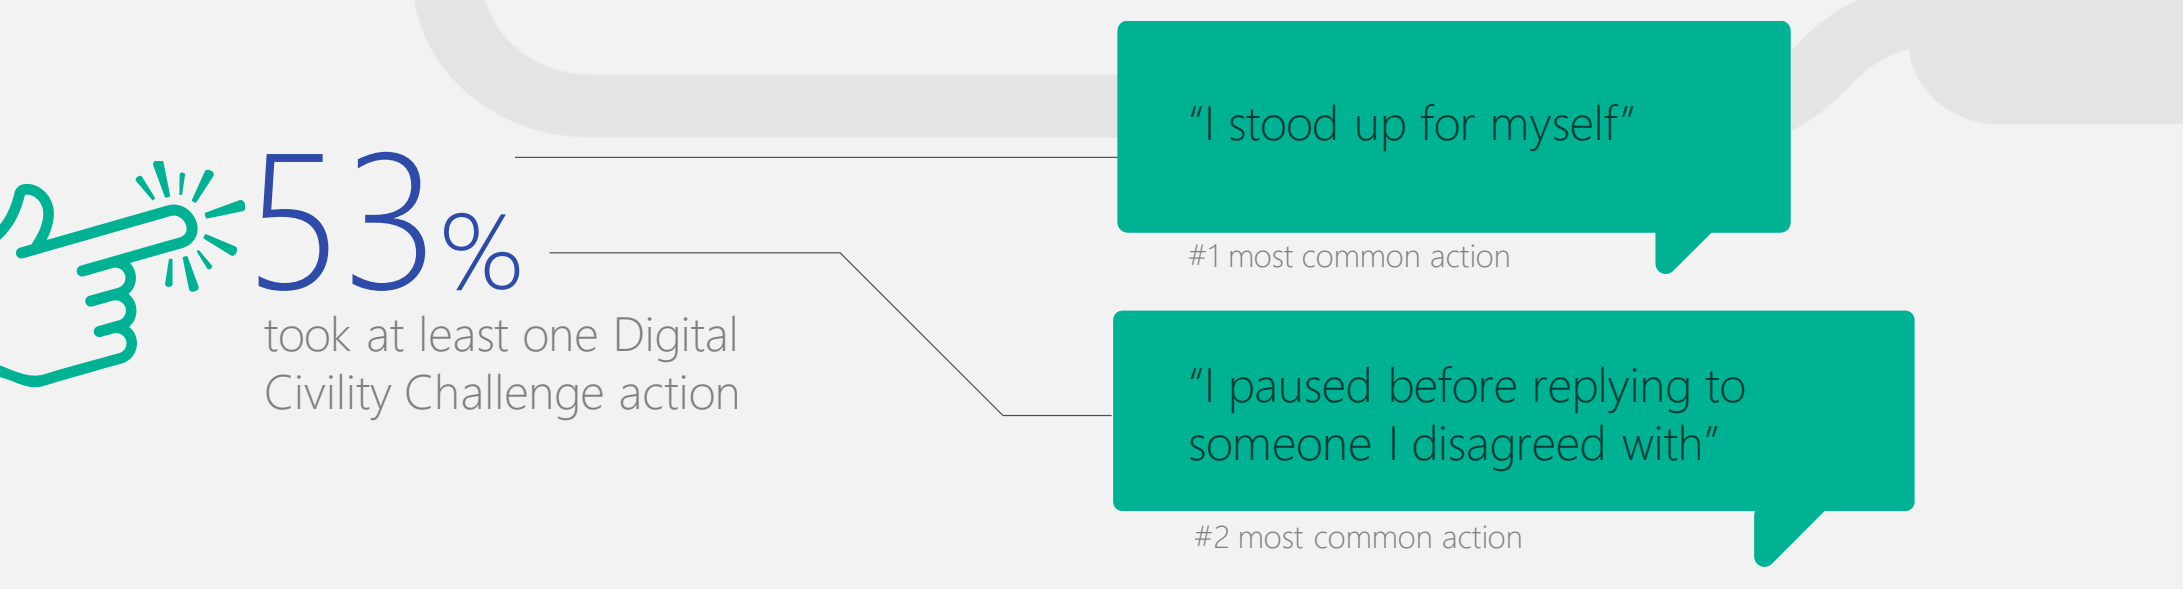 53%
took at least one Digital
Civility Challenge action
“I stood up for myself”
#1 most common action
“I paused before replying to
someone I disagreed with”
#2 most common action